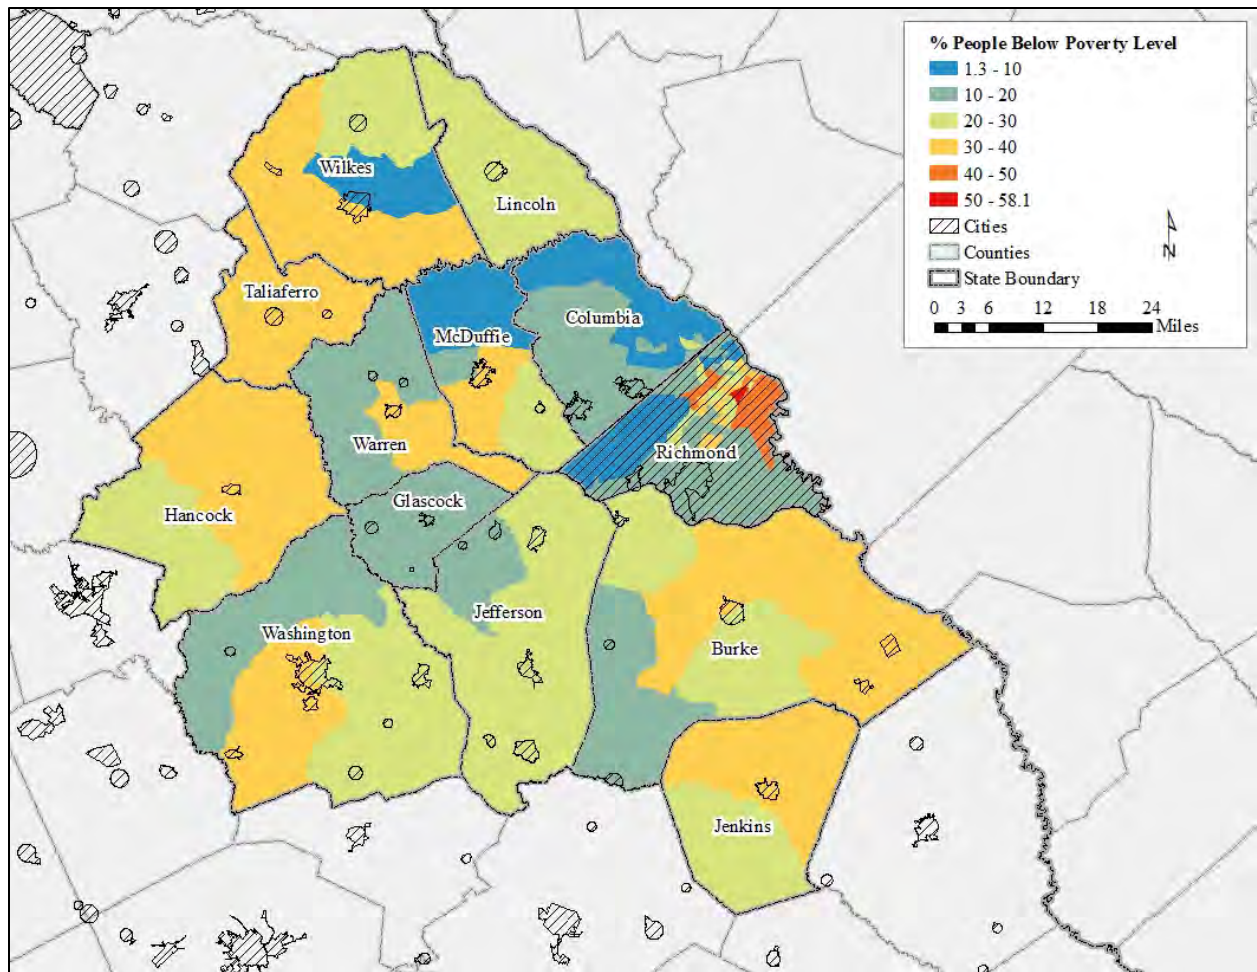 % People Below Poverty Level
1.3 - 10
10 - 20
20 - 30
30 - 40
40 - 50
50 - 58.1
Cities
Counties
State Boundary
N
0 3 6 12 18 24
Miles
Wilkes
Lincoln
Taliaferro
Columbia
McDuffie
Warren
Richmond
Glascock
Hancock
Jefferson
Washington
Burke
Jenkins